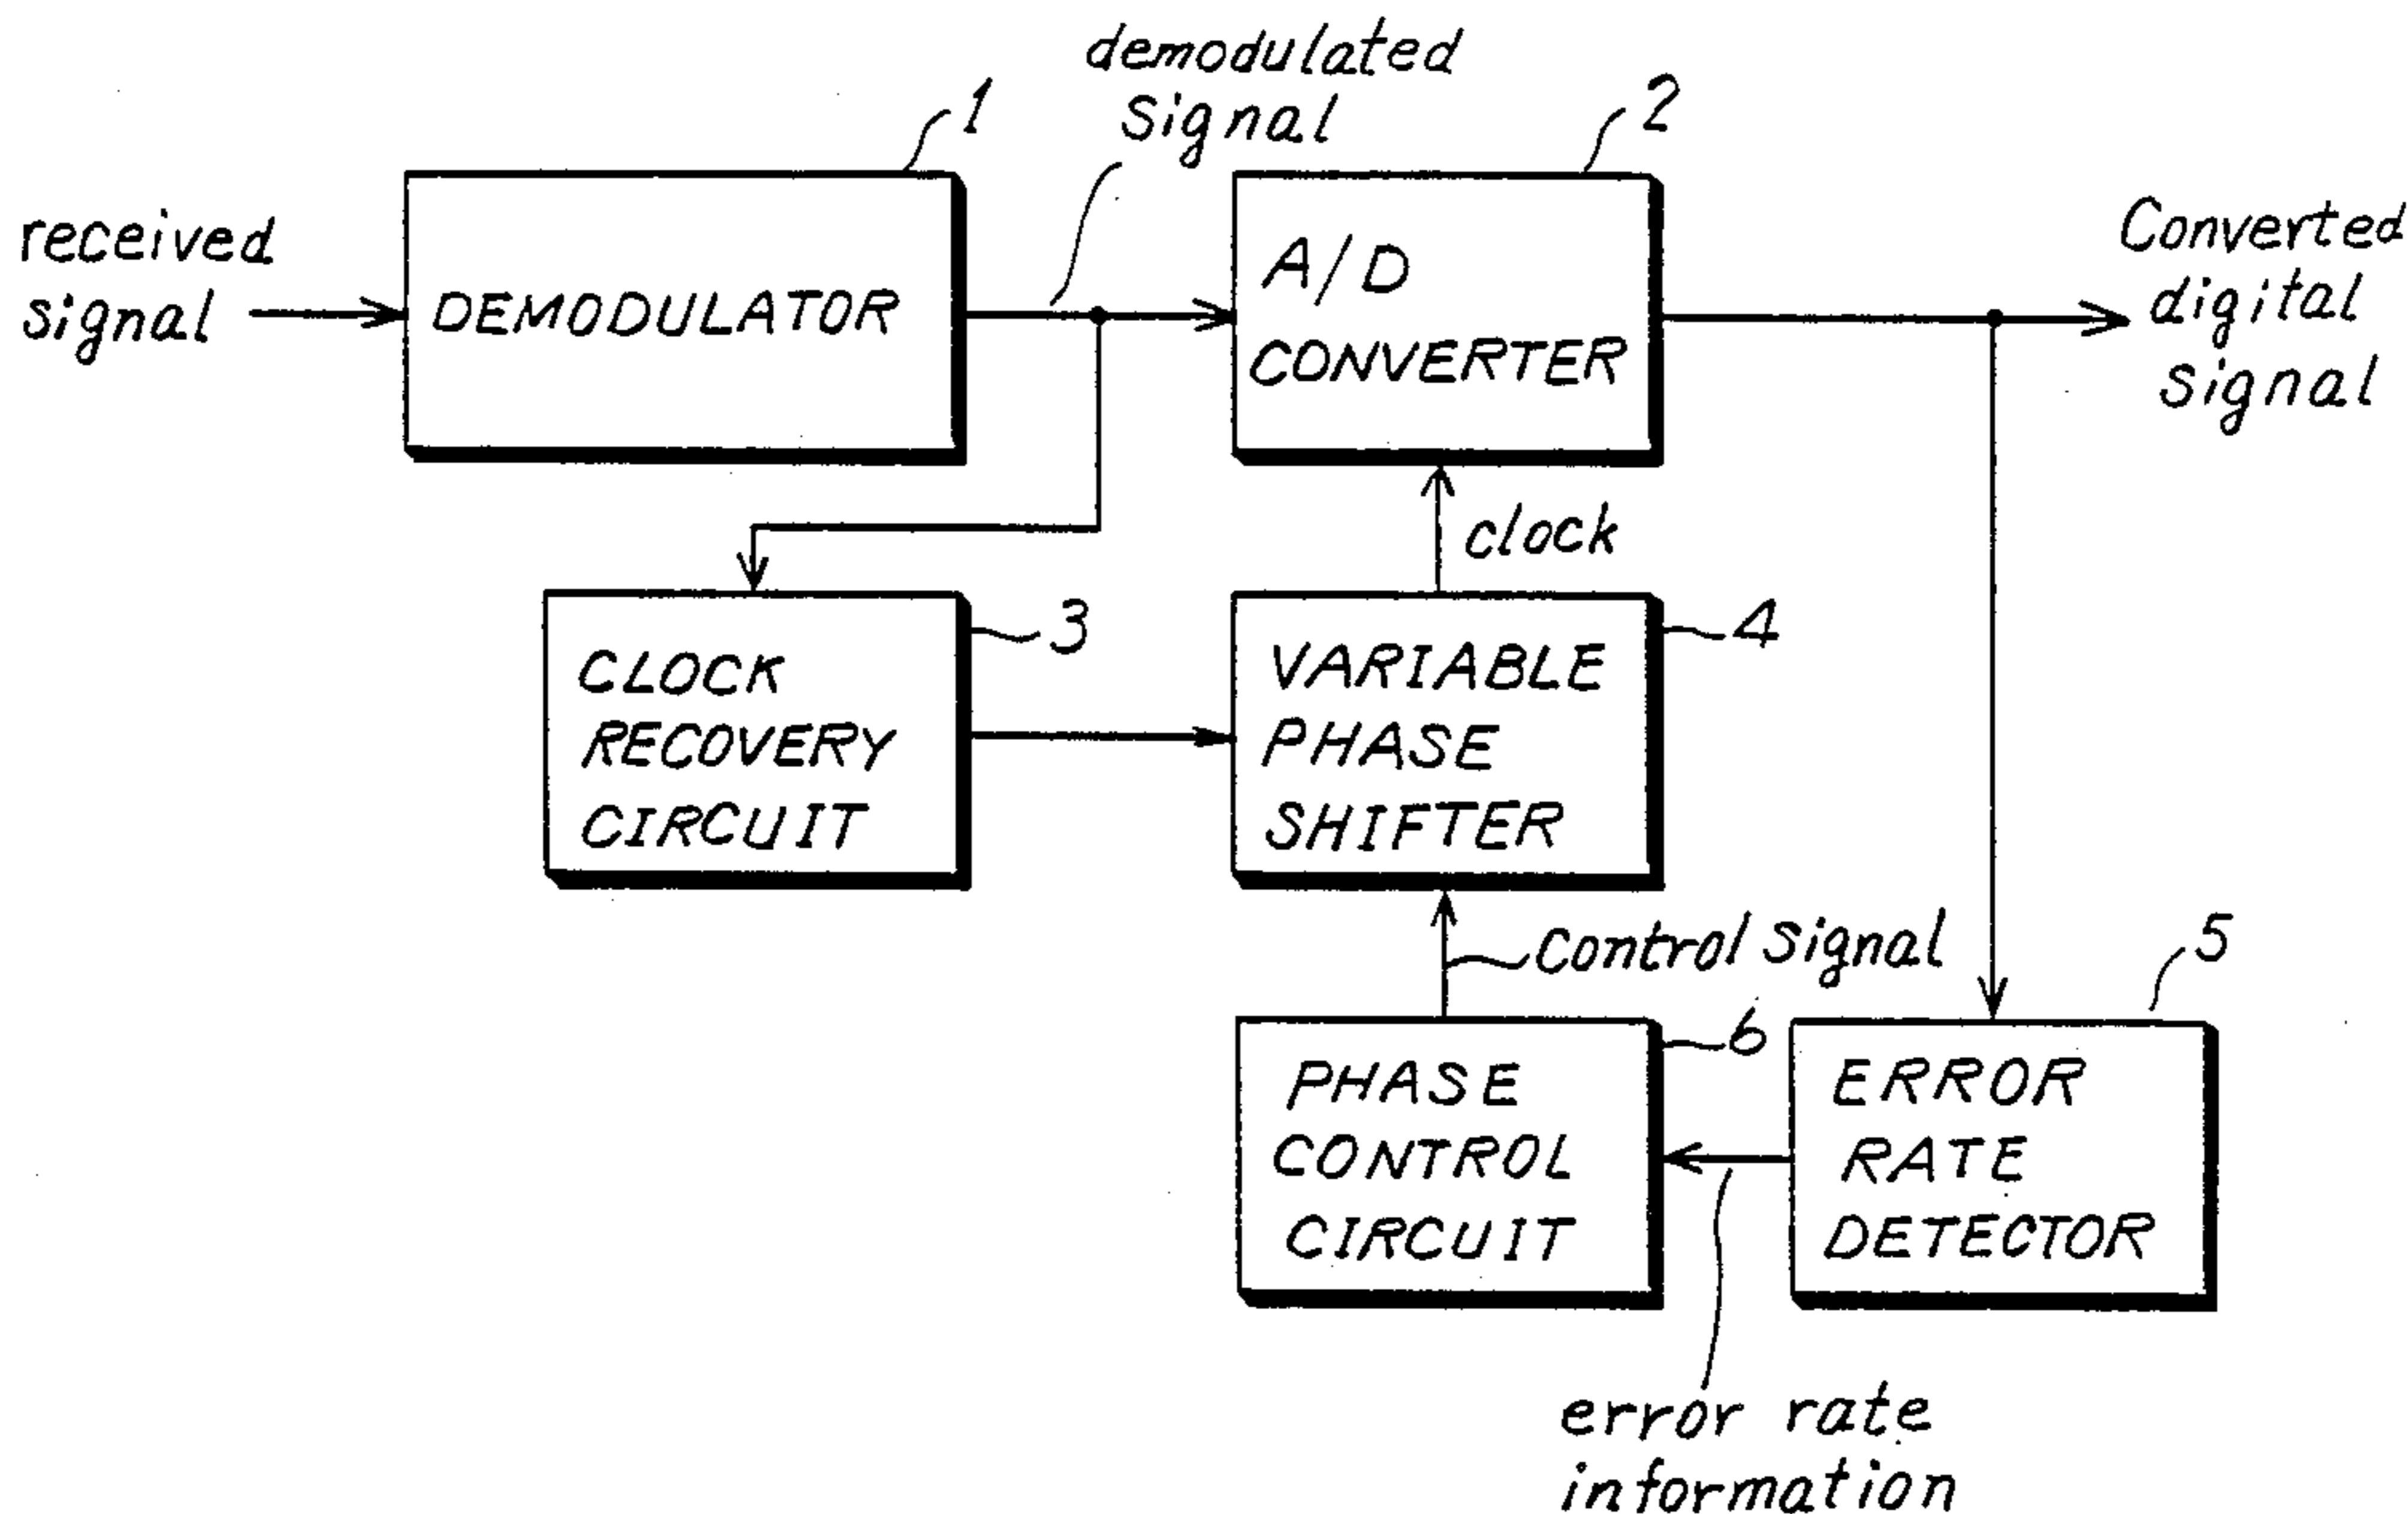 demodulated
signal
1
2
received
signal
DEMODULATOR
A/D
CONVERTER
Converted
digital
signal
clock
3
CLOCK
RECOVERY
CIRCUIT
4
VARIABLE
PHASE
SHIFTER
Control signal
5
6
PHASE
CONTROL
CIRCUIT
ERROR
RATE
DETECTOR
error rate
information